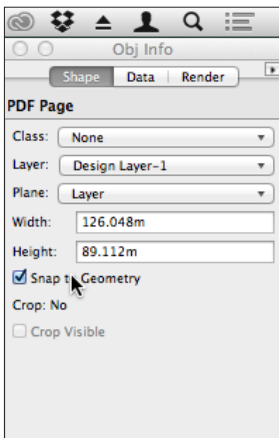 Obj Info
Shape Data Render
PDF Page
Class: None
Layer: Design Layer-1
Plane: Layer
Width: 126.048m
Height: 89.112m
Snap to Geometry
Crop: No
Crop Visible